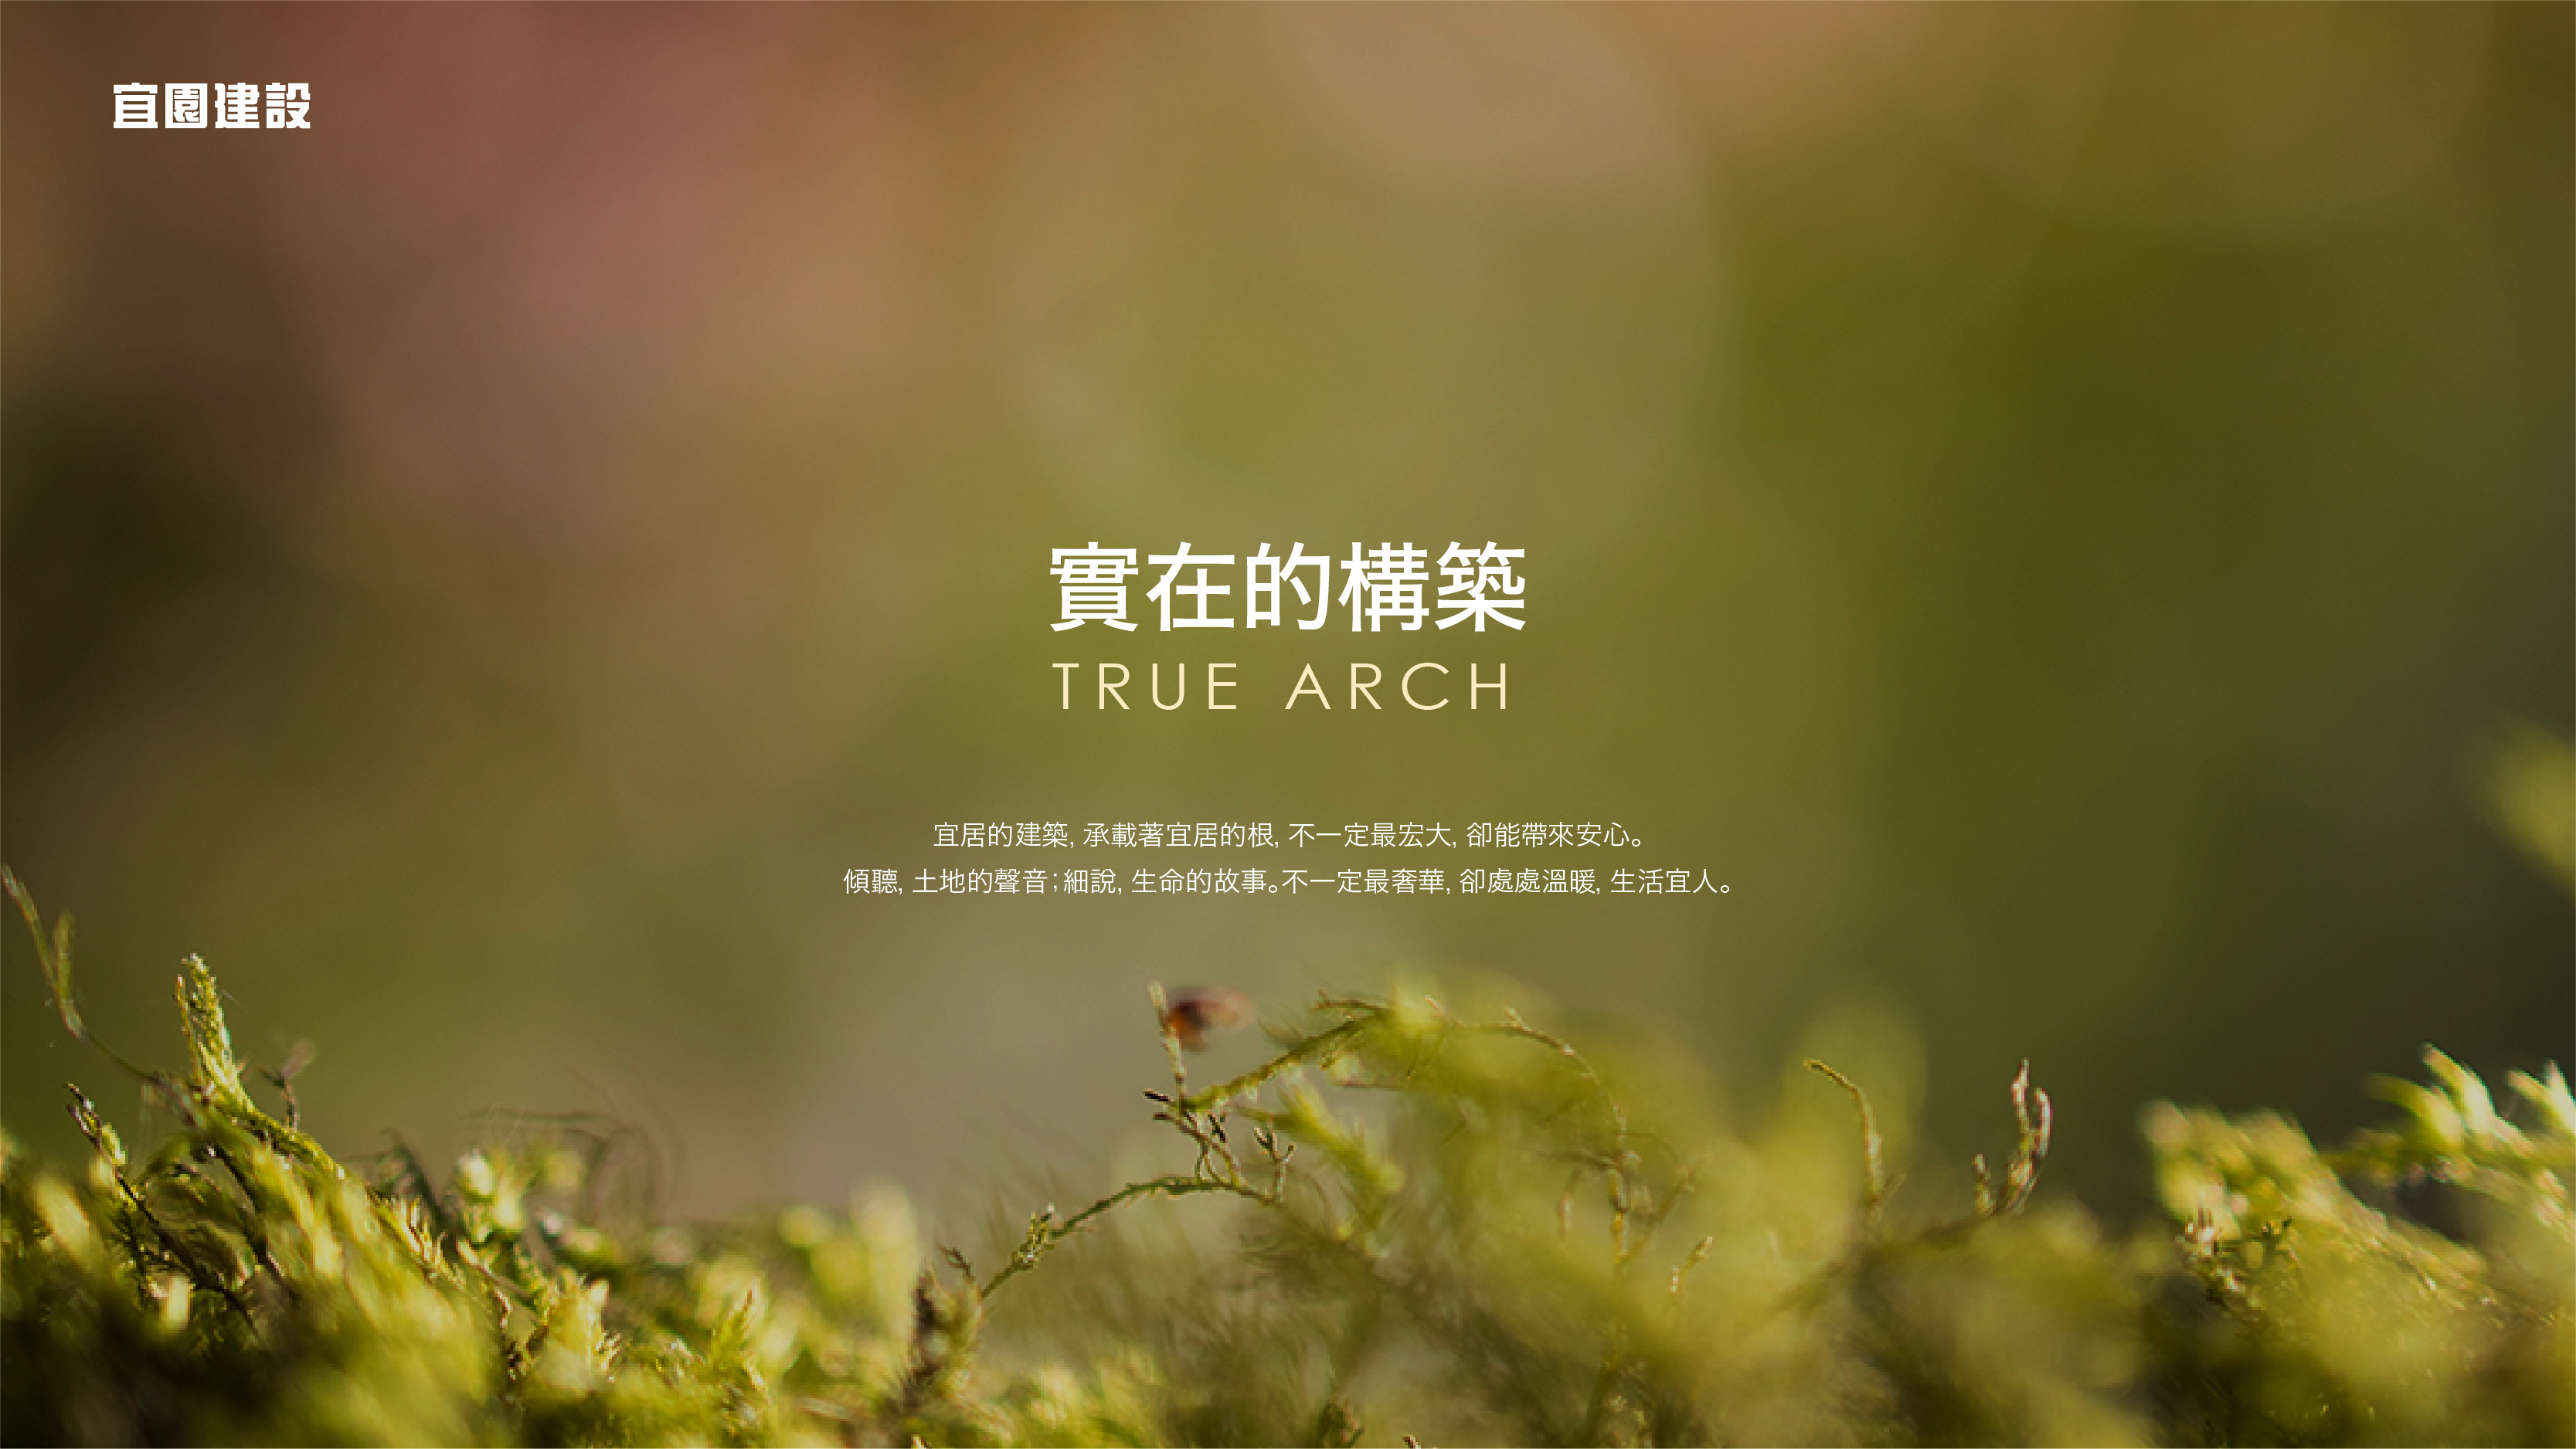 宜園建設
實在的構築
TRUE ARCH
宜居的建築, 承載著宜居的根, 不一定最宏大, 卻能帶來安心。
傾聽, 土地的聲音；細說, 生命的故事。不一定最奢華, 卻處處溫暖, 生活宜人。